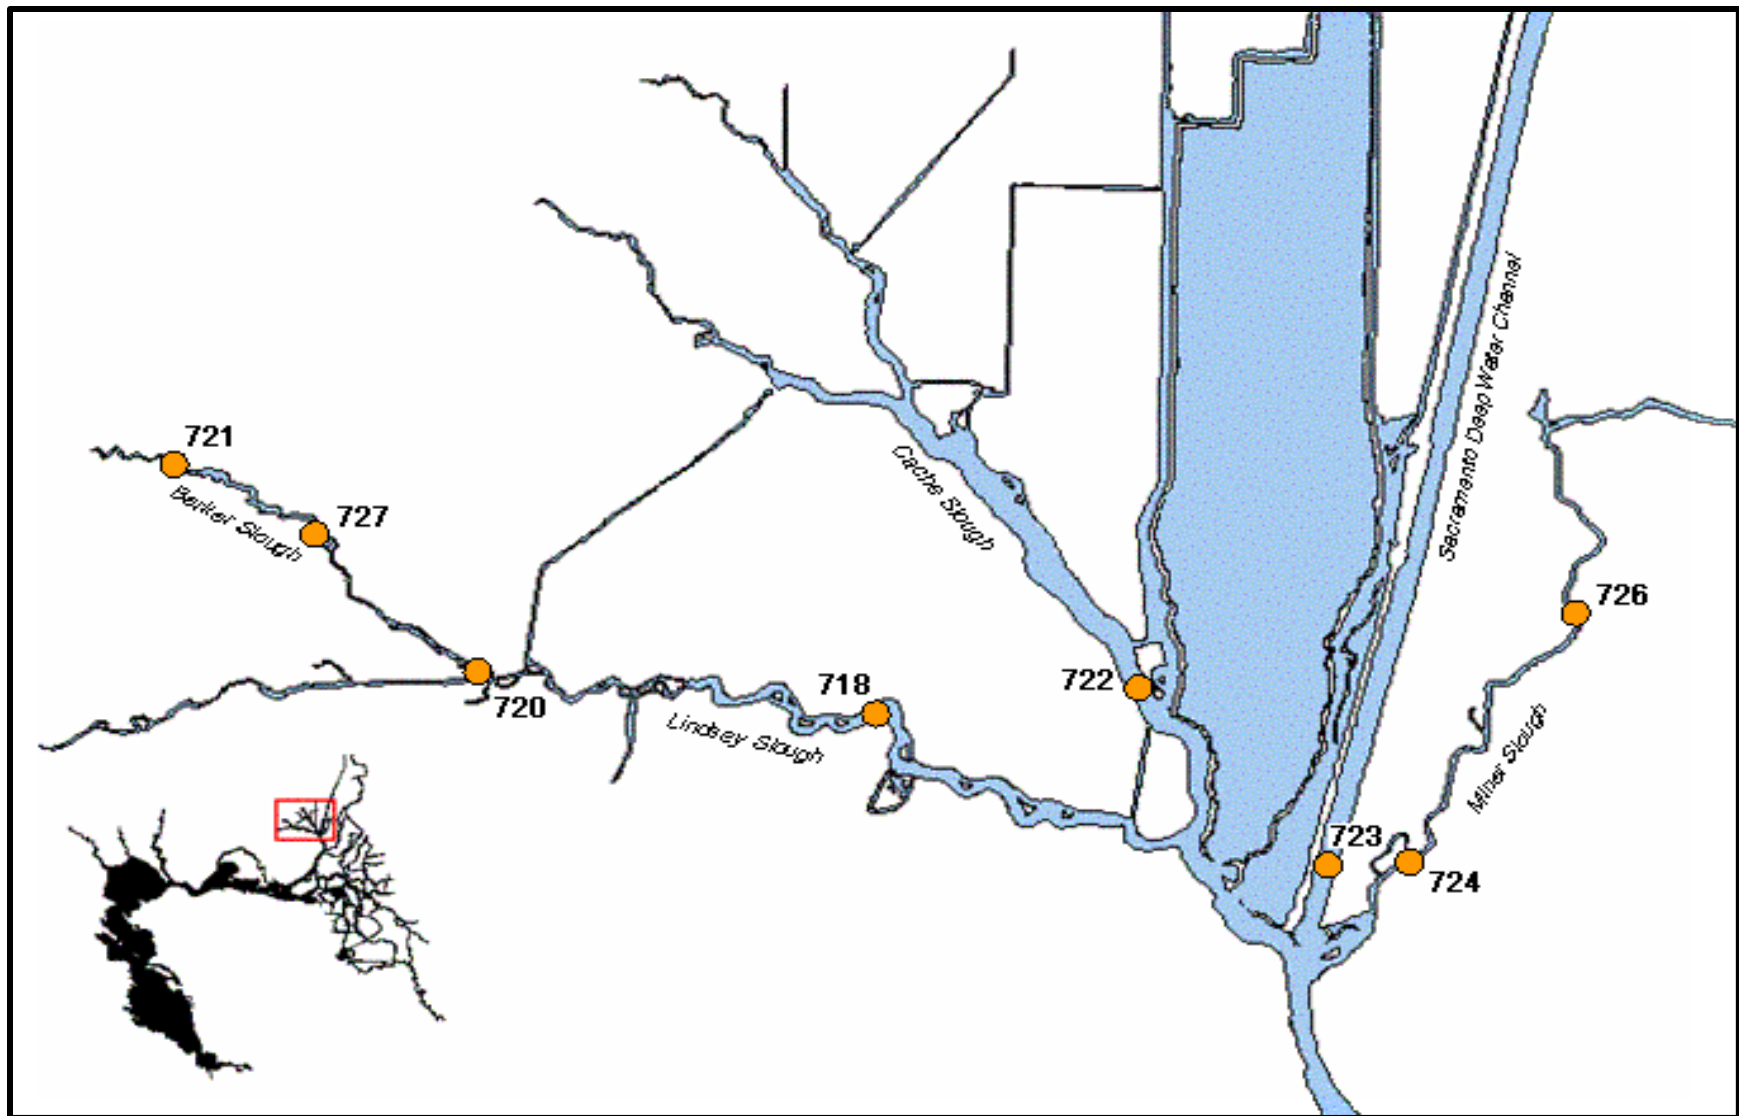 Sacramento Deep Water Channel
721
Barker Slough
727
Cache Slough
726
720
718
Lindsey Slough
722
Miner Slough
723
724